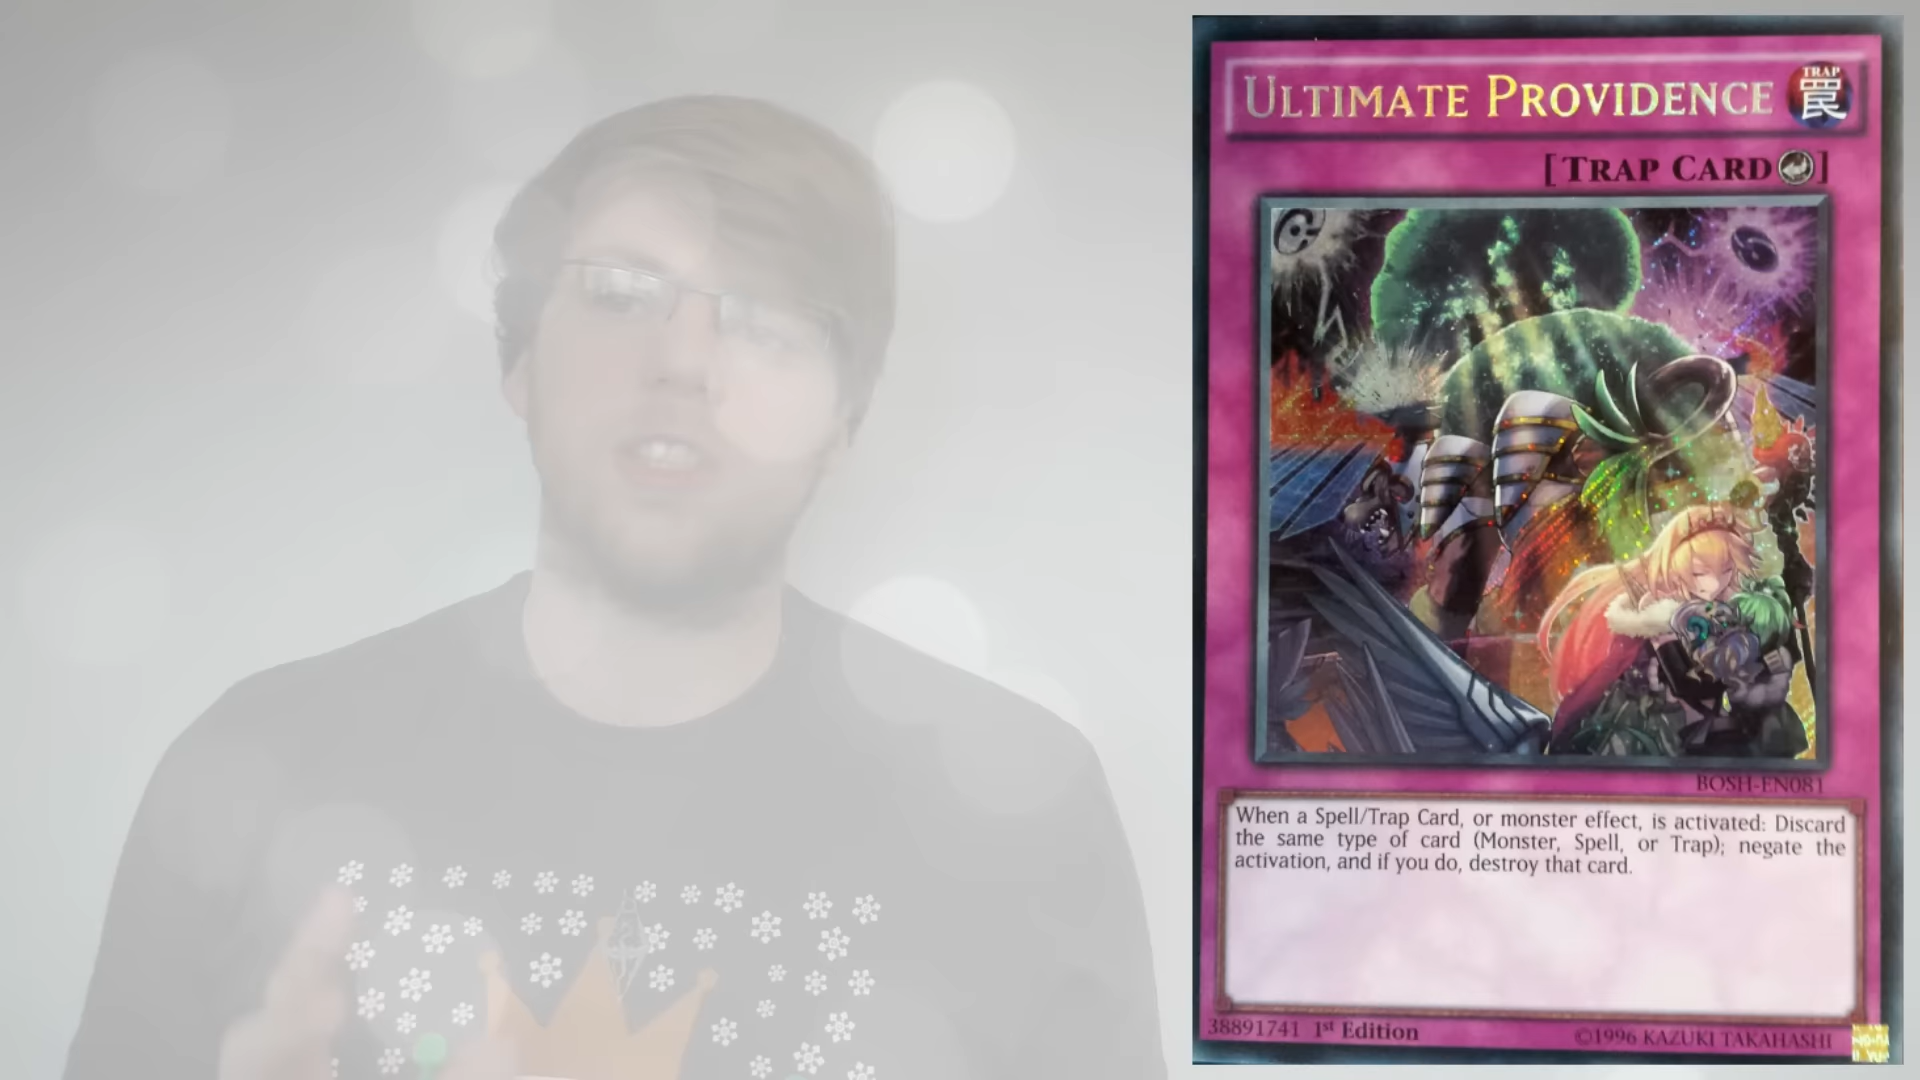 ULTIMATE PROVIDENCE
TRAP
罠
[TRAP CARD]
BOSH-EN081
When a Spell/Trap Card, or monster effect, is activated: Discard
the same type of card (Monster, Spell, or Trap); negate the
activation, and if you do, destroy that card.
38891741 1st Edition
©1996 KAZUKI TAKAHASHI